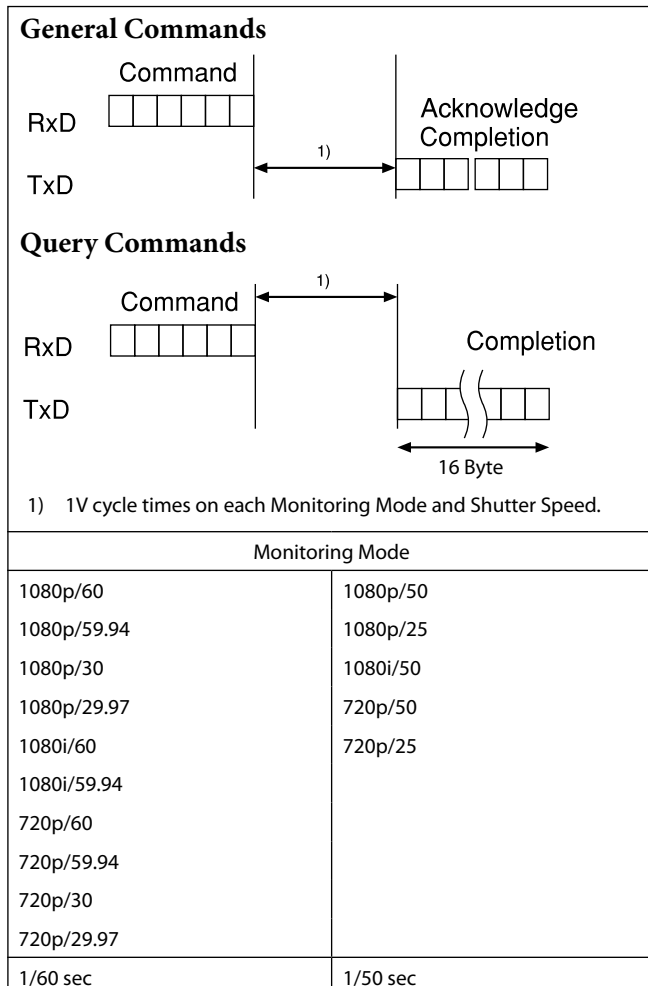 General Commands
Command
RxD
Acknowledge
Completion
1)
TxD
Query Commands
1)
Command
RxD
Completion
TxD
16 Byte
1) 1V cycle times on each Monitoring Mode and Shutter Speed.
Monitoring Mode
1080p/60 1080p/50
1080p/59.94 1080p/25
1080p/30 1080i/50
1080p/29.97 720p/50
1080i/60 720p/25
1080i/59.94
720p/60
720p/59.94
720p/30
720p/29.97
1/60 sec 1/50 sec